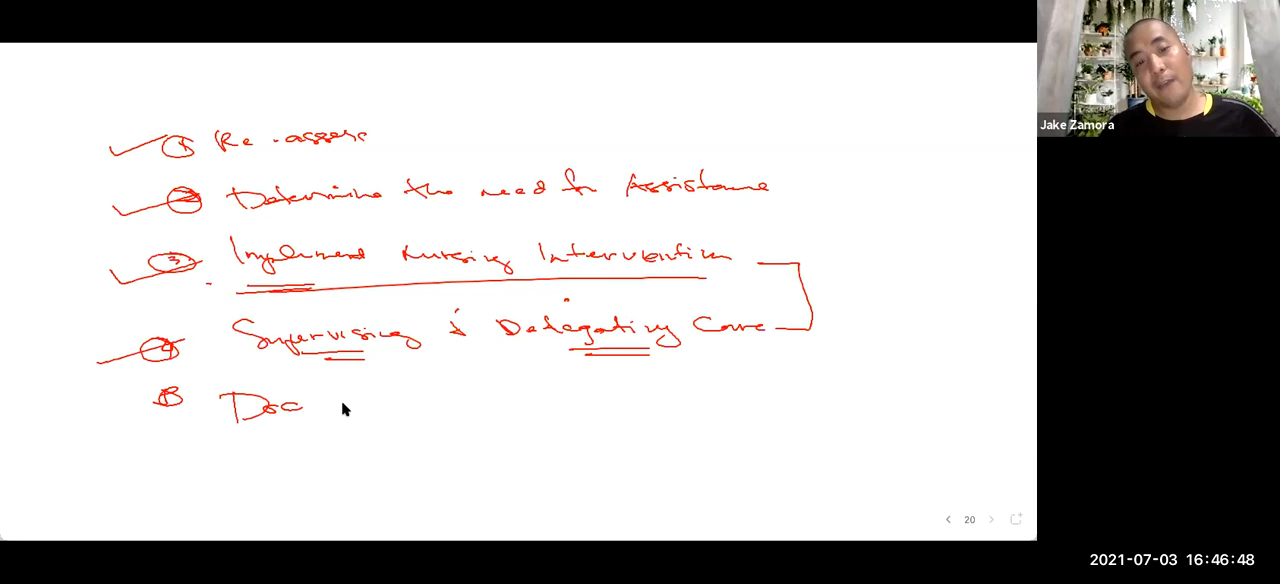 Jake Zamora
1 Re-assess
2 Determine the need for Assistance
3 Implement Nursing Intervention
4 Supervising & Delegating Care
5 Doc
20
2021-07-03 16:46:48